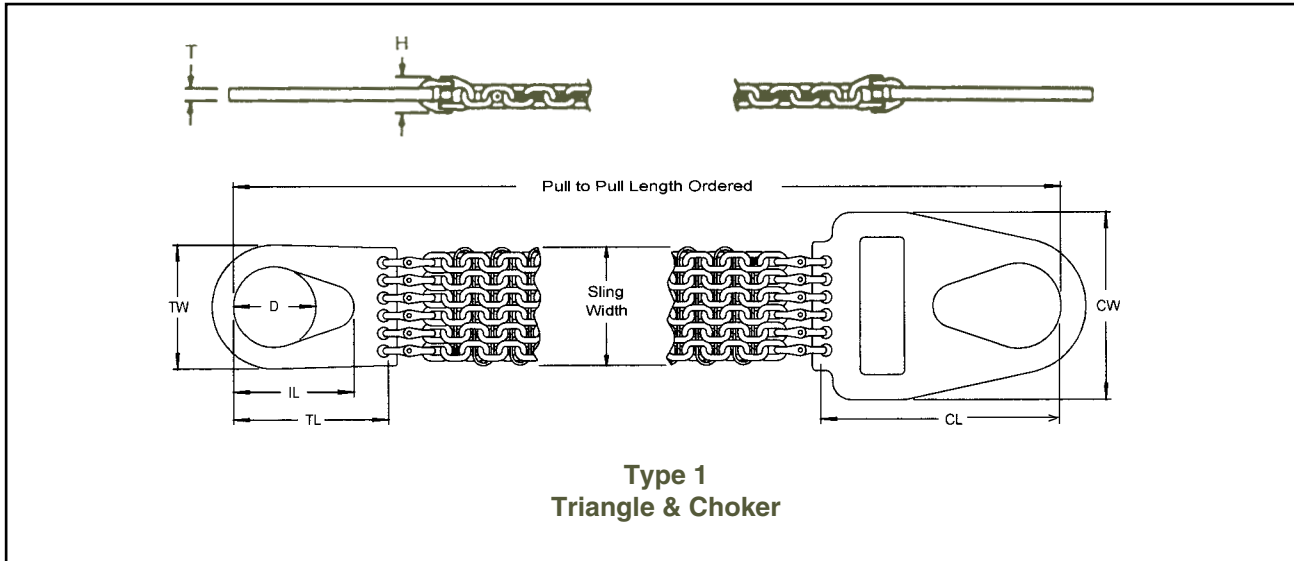 T
H
Pull to Pull Length Ordered
TW
D
Sling
Width
CW
IL
TL
CL
Type 1
Triangle & Choker